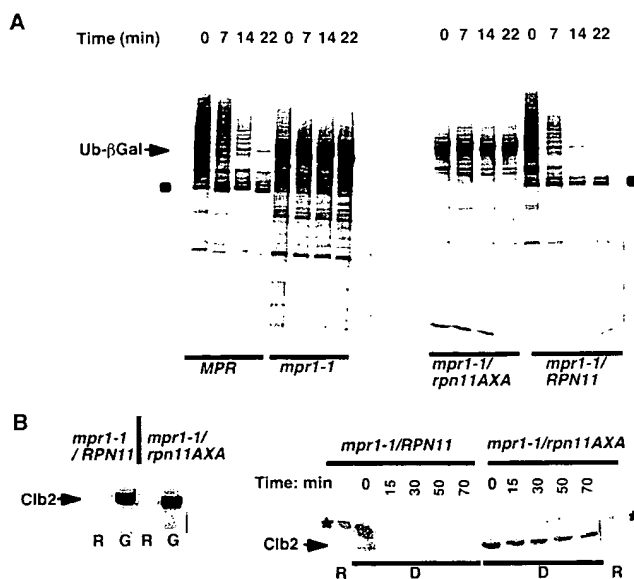 A
Time (min) 0 7 14 22 0 7 14 22 0 7 14 22 0 7 14 22
Ub-βGal
MPR mpr1-1 mpr1-1/ rpn11AXA mpr1-1/ RPN11
B
mpr1-1 / RPN11 mpr1-1/ rpn11AXA
Clb2
R G R G
mpr1-1/RPN11 mpr1-1/rpn11AXA
Time: min 0 15 30 50 70 0 15 30 50 70
Clb2
R D D R